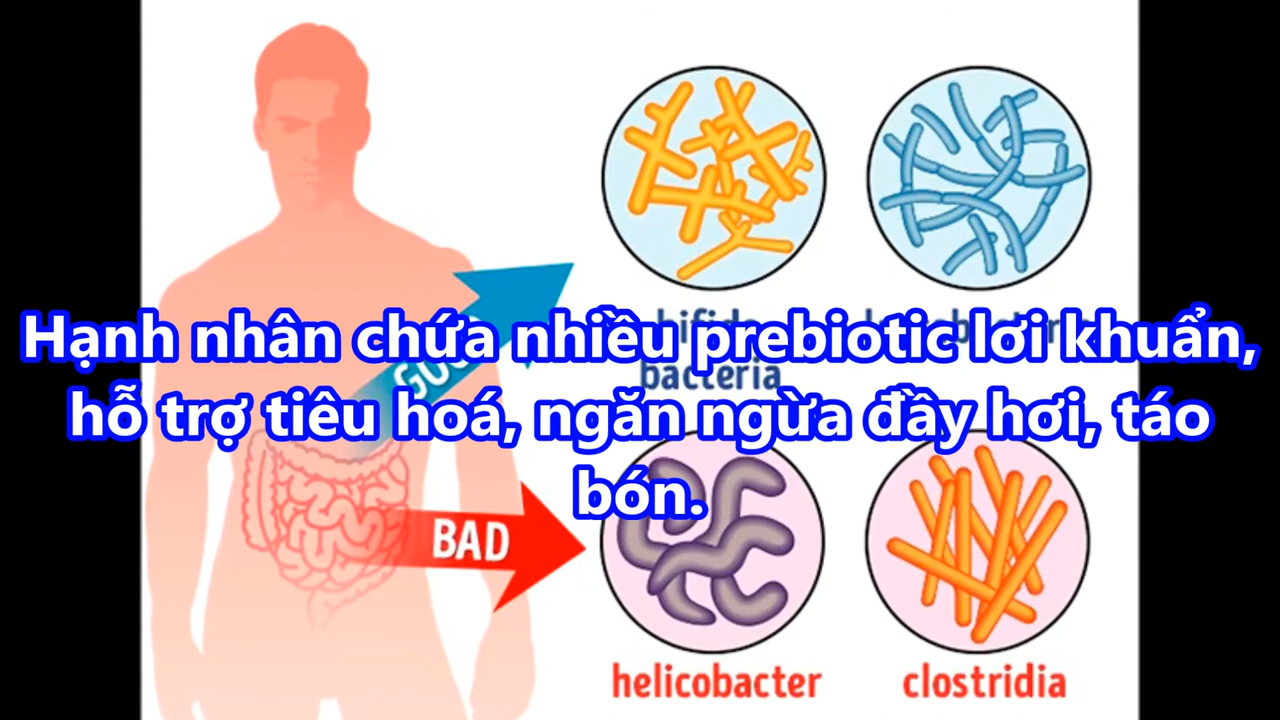 Hạnh nhân chứa nhiều prebiotic lơi khuẩn,
hỗ trợ tiêu hoá, ngăn ngừa đầy hơi, táo
bón.
bacteria
BAD
helicobacter
clostridia